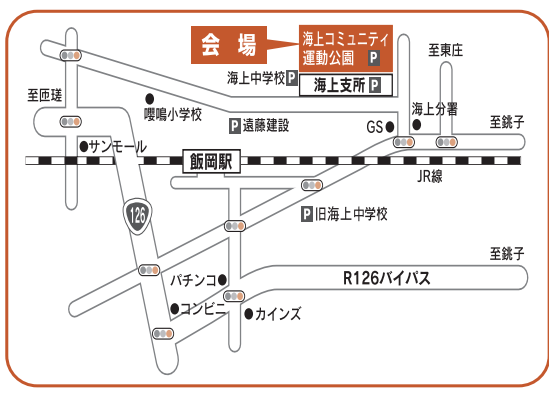 会 場
海上コミュニティ
運動公園 P
至東庄
海上中学校 P
海上支所 P
至匝瑳
嚶鳴小学校
P 遠藤建設
GS
海上分署
至銚子
サンモール
飯岡駅
JR線
126
P 旧海上中学校
至銚子
パチンコ
R126バイパス
コンビニ
カインズ